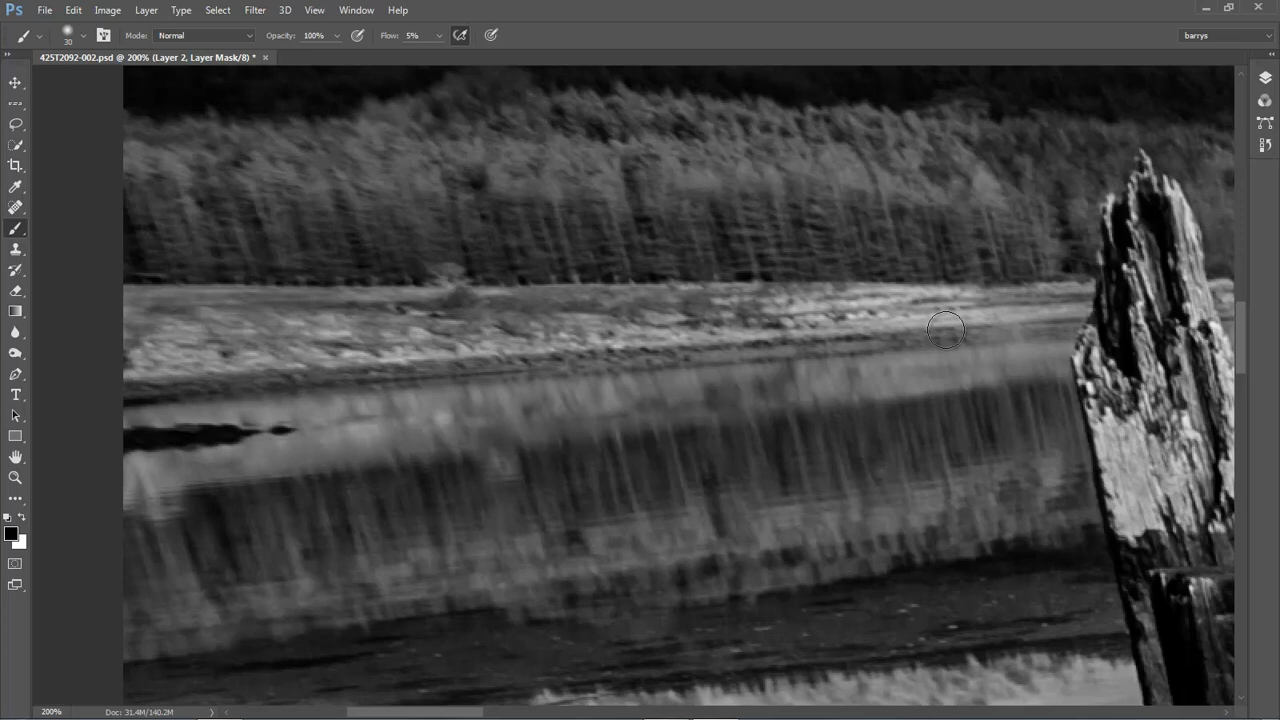 Ps File Edit Image Layer Type Select Filter 3D View Window Help
30 Mode: Normal Opacity: 100% Flow: 5% barrys
425T2092-002.psd @ 200% (Layer 2, Layer Mask/8) * ×
T
200% Doc: 31.4M/140.2M